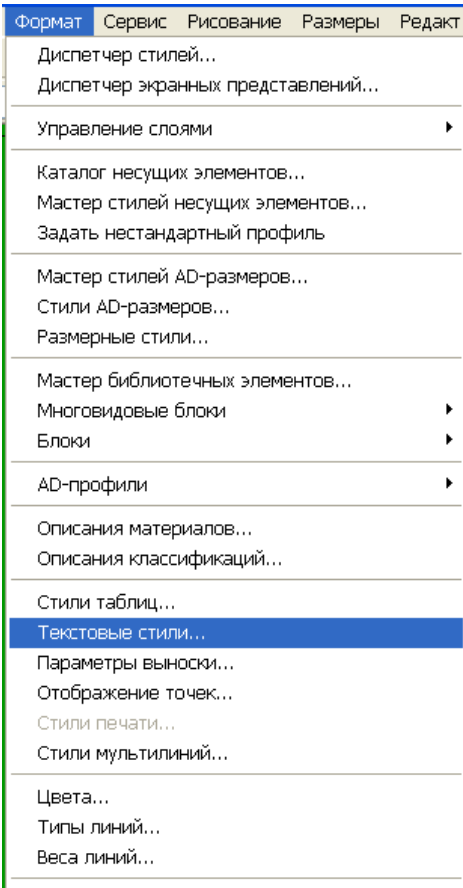 Формат Сервис Рисование Размеры Редакт
Диспетчер стилей...
Диспетчер экранных представлений...
Управление слоями
Каталог несущих элементов...
Мастер стилей несущих элементов...
Задать нестандартный профиль
Мастер стилей AD-размеров...
Стили AD-размеров...
Размерные стили...
Мастер библиотечных элементов...
Многовидовые блоки
Блоки
AD-профили
Описания материалов...
Описания классификаций...
Стили таблиц...
Текстовые стили...
Параметры выноски...
Отображение точек...
Стили печати...
Стили мультилиний...
Цвета...
Типы линий...
Веса линий...